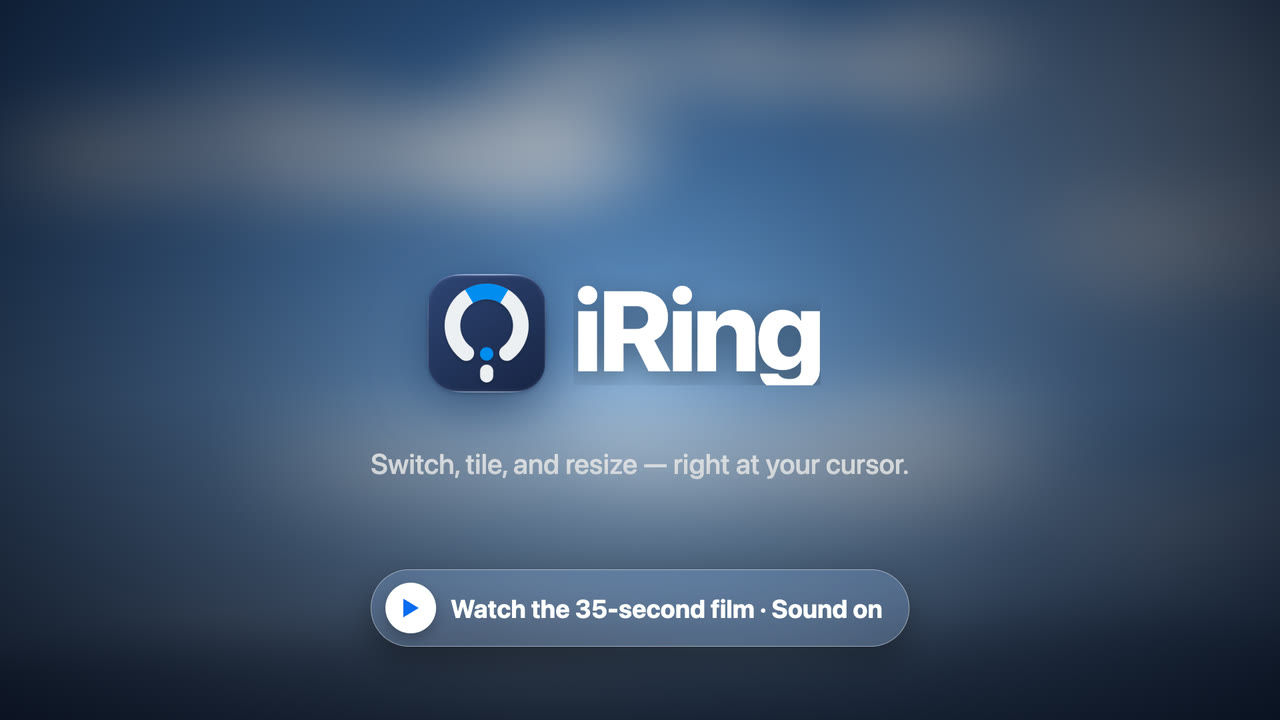 iRing
Switch, tile, and resize — right at your cursor.
Watch the 35-second film · Sound on